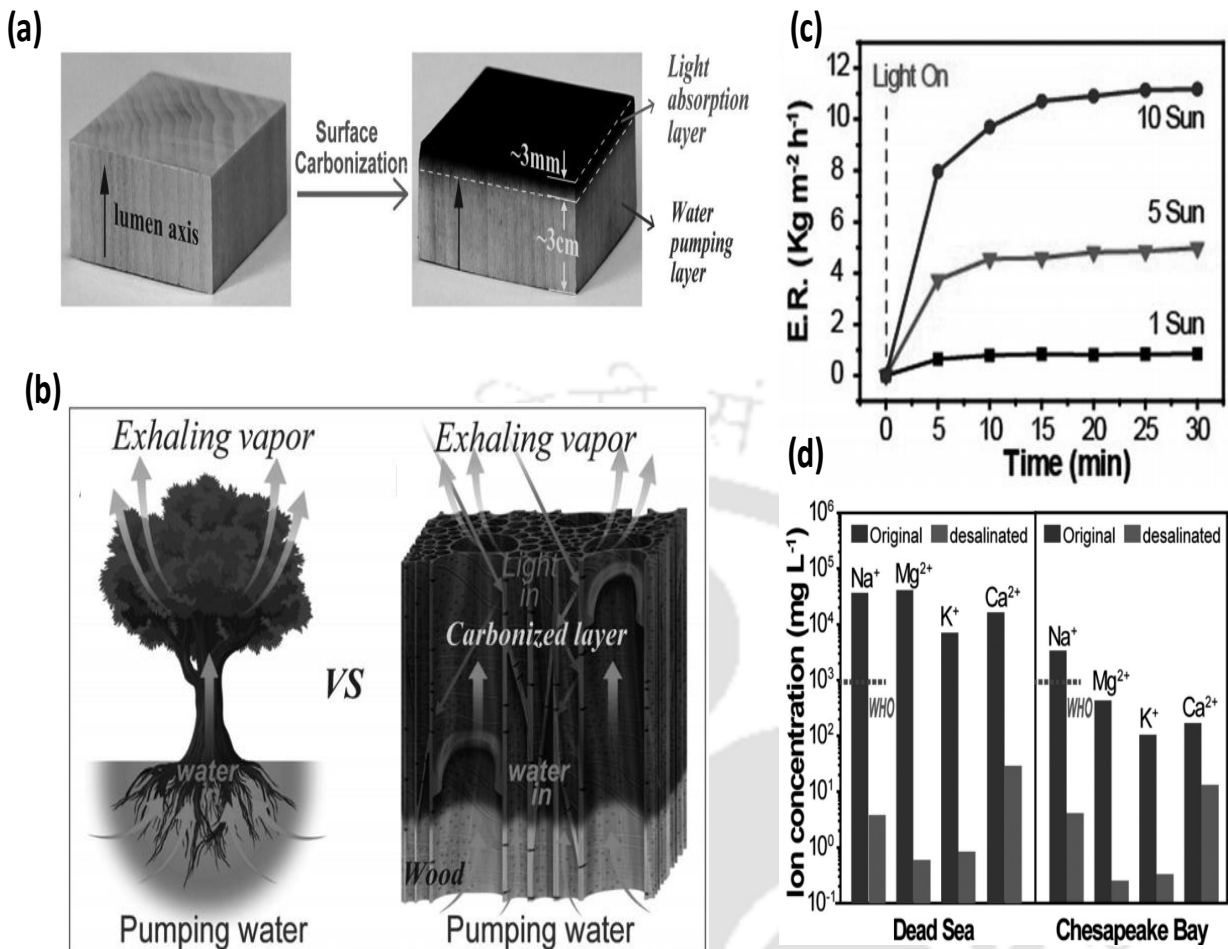 (a)
Surface
Carbonization
lumen axis
Light
absorption
layer
~3mm
~3cm
Water
pumping
layer
(b)
Exhaling vapor
water
Pumping water
VS
Exhaling vapor
Light
in
Carbonized layer
water
in
Wood
Pumping water
(c)
E.R. (Kg m⁻² h⁻¹)
12
10
8
6
4
2
0
Light On
10 Sun
5 Sun
1 Sun
0 5 10 15 20 25 30
Time (min)
(d)
Ion concentration (mg L⁻¹)
10⁶
10⁵
10⁴
10³
10²
10¹
10⁰
10⁻¹
Original desalinated
Na⁺ Mg²⁺ K⁺ Ca²⁺
WHO
Dead Sea
Original desalinated
Na⁺ Mg²⁺ K⁺ Ca²⁺
WHO
Chesapeake Bay